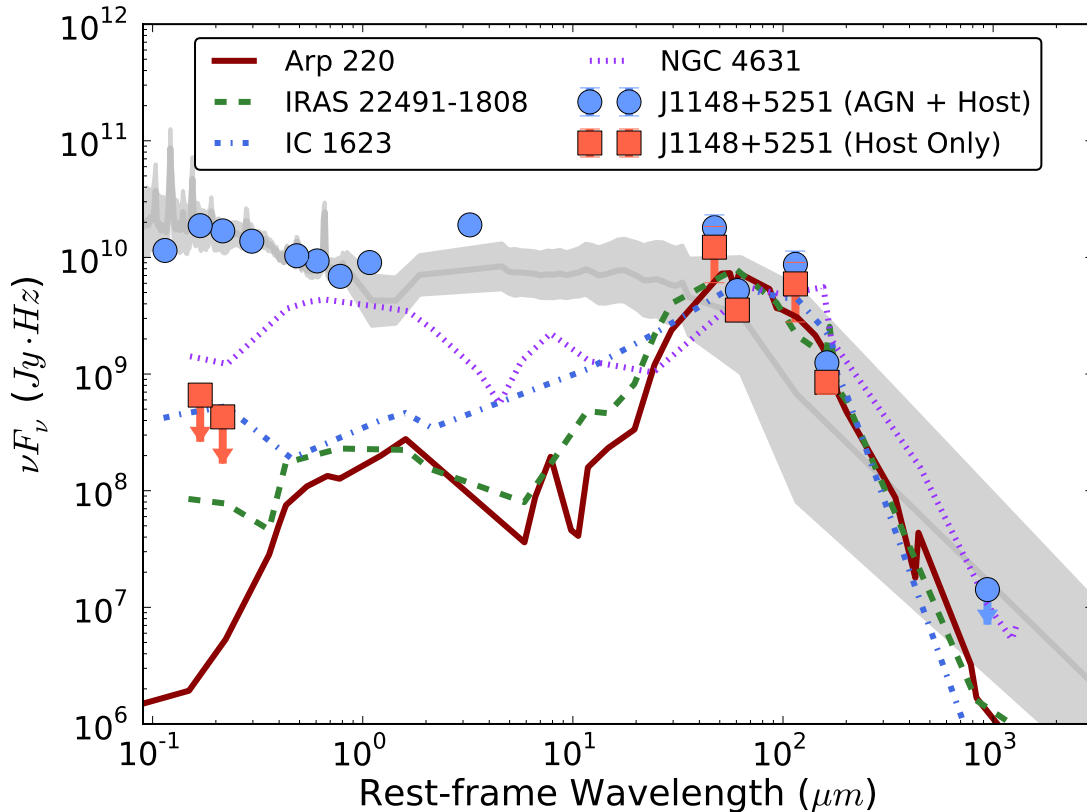 10^12
10^11
10^10
10^9
10^8
10^7
10^6
νF_ν (Jy·Hz)
Arp 220
IRAS 22491-1808
IC 1623
NGC 4631
J1148+5251 (AGN + Host)
J1148+5251 (Host Only)
10^-1
10^0
10^1
10^2
10^3
Rest-frame Wavelength (μm)